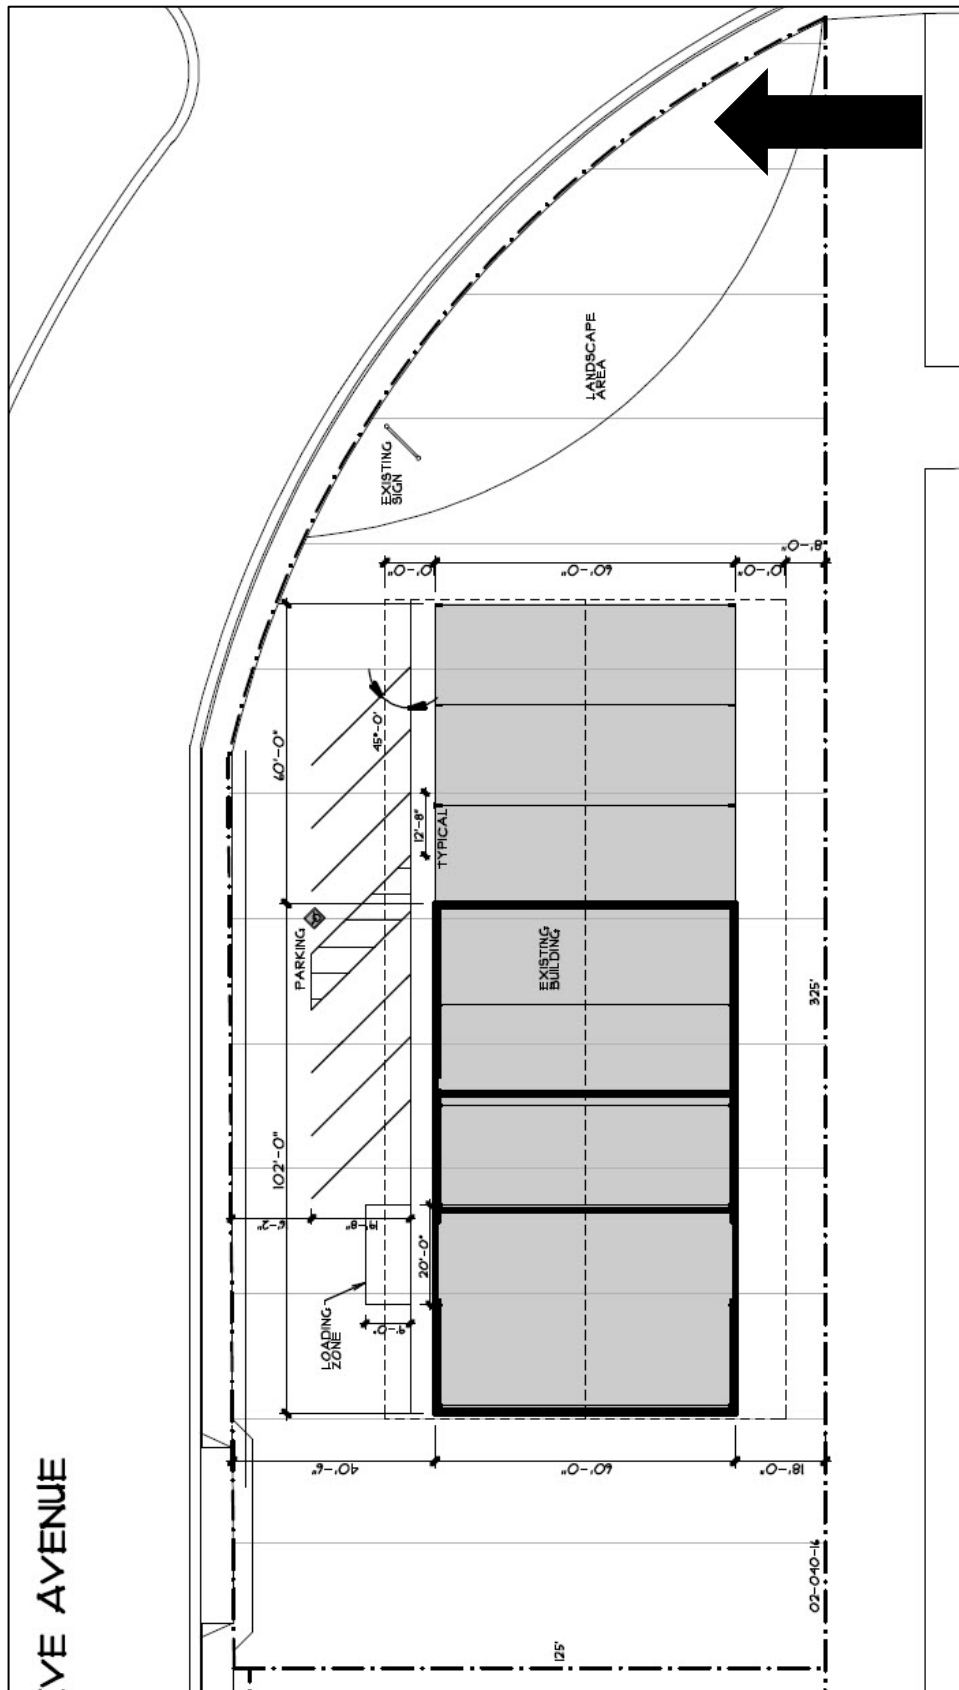 LANDSCAPE
AREA
EXISTING
SIGN
8'-0"
10'-0"
60'-0"
10'-0"
60'-0"
45°-0'
12'-8"
TYPICAL
PARKING
EXISTING
BUILDING
325'
102'-0"
6'-2"
19'-8"
20'-0"
9'-0"
LOADING
ZONE
40'-6"
60'-0"
18'-0"
VE AVENUE
02-040-16
125'